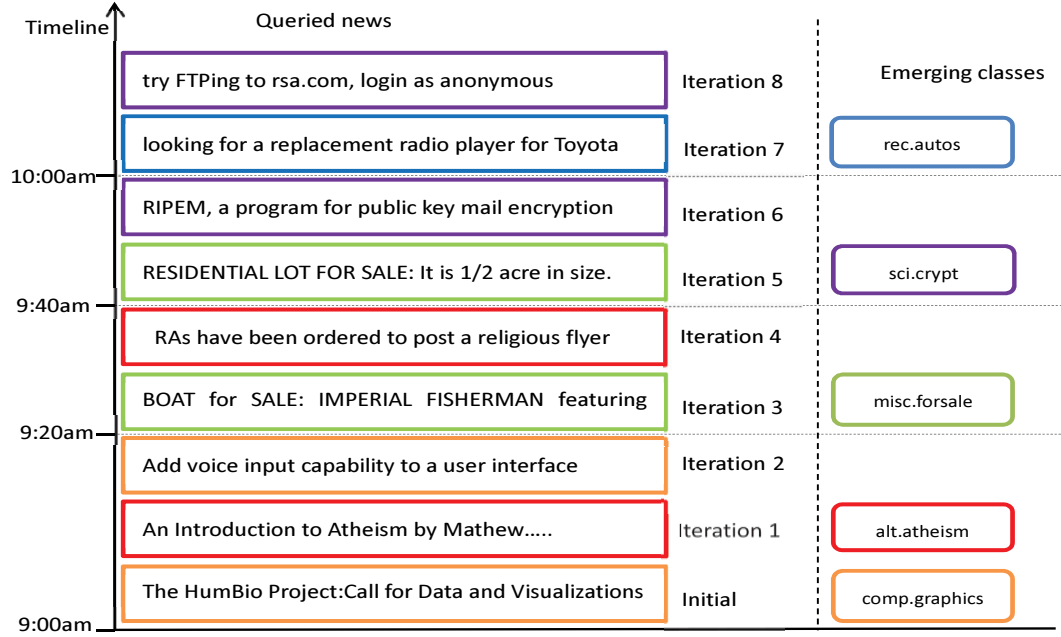 Timeline
Queried news
try FTPing to rsa.com, login as anonymous
Iteration 8
Emerging classes
looking for a replacement radio player for Toyota
Iteration 7
rec.autos
10:00am
RIPEM, a program for public key mail encryption
Iteration 6
RESIDENTIAL LOT FOR SALE: It is 1/2 acre in size.
Iteration 5
sci.crypt
9:40am
RAs have been ordered to post a religious flyer
Iteration 4
BOAT for SALE: IMPERIAL FISHERMAN featuring
Iteration 3
misc.forsale
9:20am
Add voice input capability to a user interface
Iteration 2
An Introduction to Atheism by Mathew.....
Iteration 1
alt.atheism
The HumBio Project:Call for Data and Visualizations
Initial
comp.graphics
9:00am